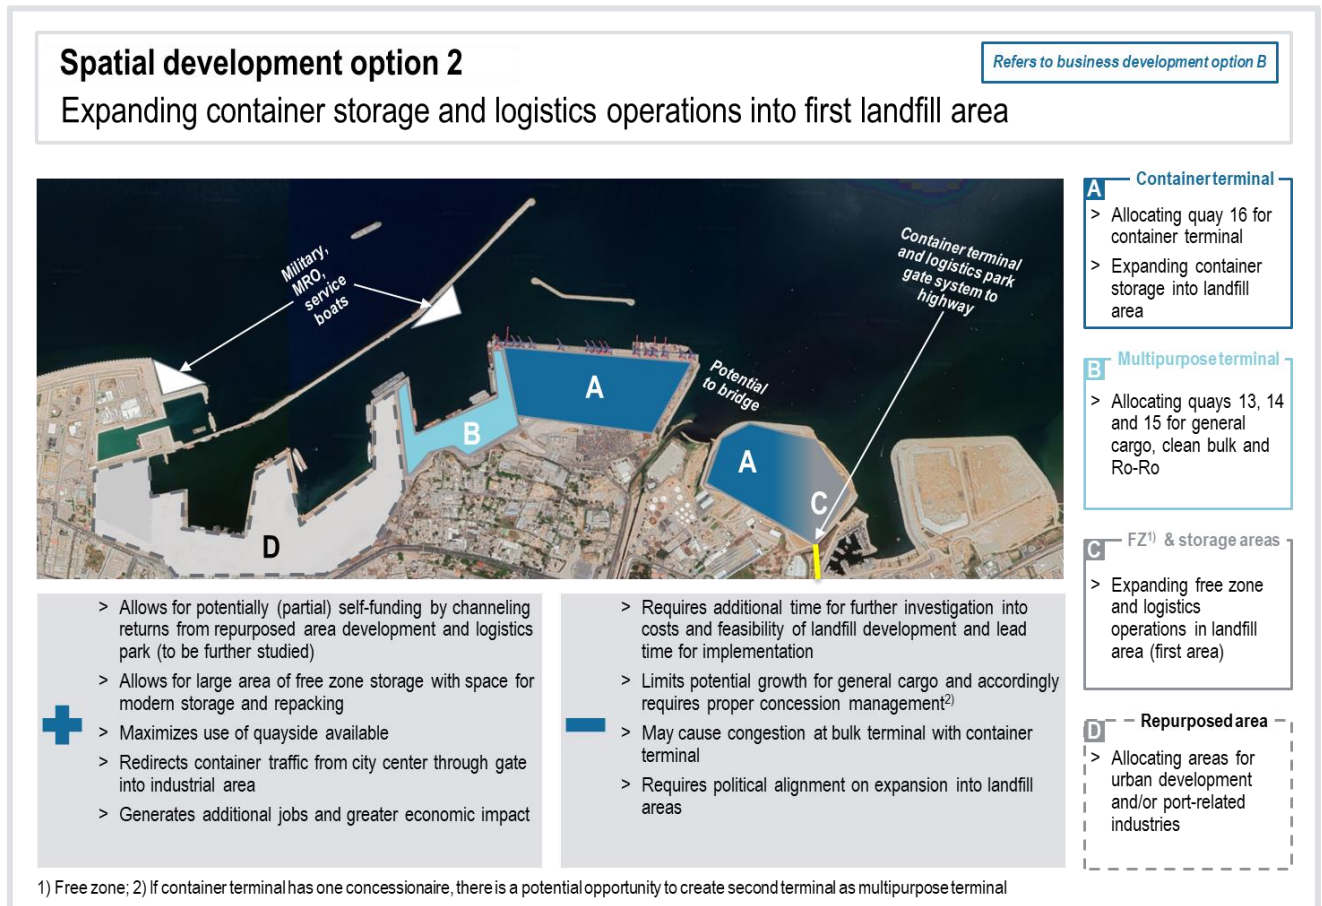 Spatial development option 2
Refers to business development option B
Expanding container storage and logistics operations into first landfill area
Military,
MRO,
service
boats
Container terminal
and logistics park
gate system to
highway
Potential
to bridge
A
B
A
C
D
A
Container terminal
> Allocating quay 16 for
container terminal
> Expanding container
storage into landfill
area
B
Multipurpose terminal
> Allocating quays 13, 14
and 15 for general
cargo, clean bulk and
Ro-Ro
C
FZ1) & storage areas
> Expanding free zone
and logistics
operations in landfill
area (first area)
D
Repurposed area
> Allocating areas for
urban development
and/or port-related
industries
> Allows for potentially (partial) self-funding by channeling
returns from repurposed area development and logistics
park (to be further studied)
> Allows for large area of free zone storage with space for
modern storage and repacking
> Maximizes use of quayside available
> Redirects container traffic from city center through gate
into industrial area
> Generates additional jobs and greater economic impact
> Requires additional time for further investigation into
costs and feasibility of landfill development and lead
time for implementation
> Limits potential growth for general cargo and accordingly
requires proper concession management2)
> May cause congestion at bulk terminal with container
terminal
> Requires political alignment on expansion into landfill
areas
1) Free zone; 2) If container terminal has one concessionaire, there is a potential opportunity to create second terminal as multipurpose terminal